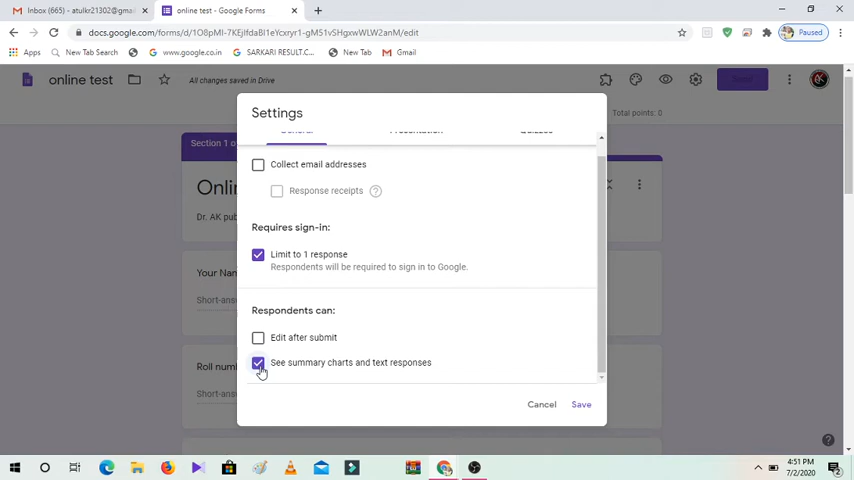 Inbox (665) - atulkr21302@gmail.c
online test - Google Forms
docs.google.com/forms/d/1O8pMI-7KEjlfdaBI1eYcxryr1-gM51vSHgxwWLW2anM/edit
Paused
Apps
New Tab Search
www.google.co.in
SARKARI RESULT.C...
New Tab
Gmail
online test
All changes saved in Drive
Total points: 0
Settings
General
Presentation
Quizzes
Section 1 o
Collect email addresses
Response receipts
Onli
Dr. AK pub
Requires sign-in:
Limit to 1 response
Respondents will be required to sign in to Google.
Your Nam
Short-ans
Respondents can:
Edit after submit
See summary charts and text responses
Roll num
Short-ans
Cancel
Save
4:51 PM
7/2/2020